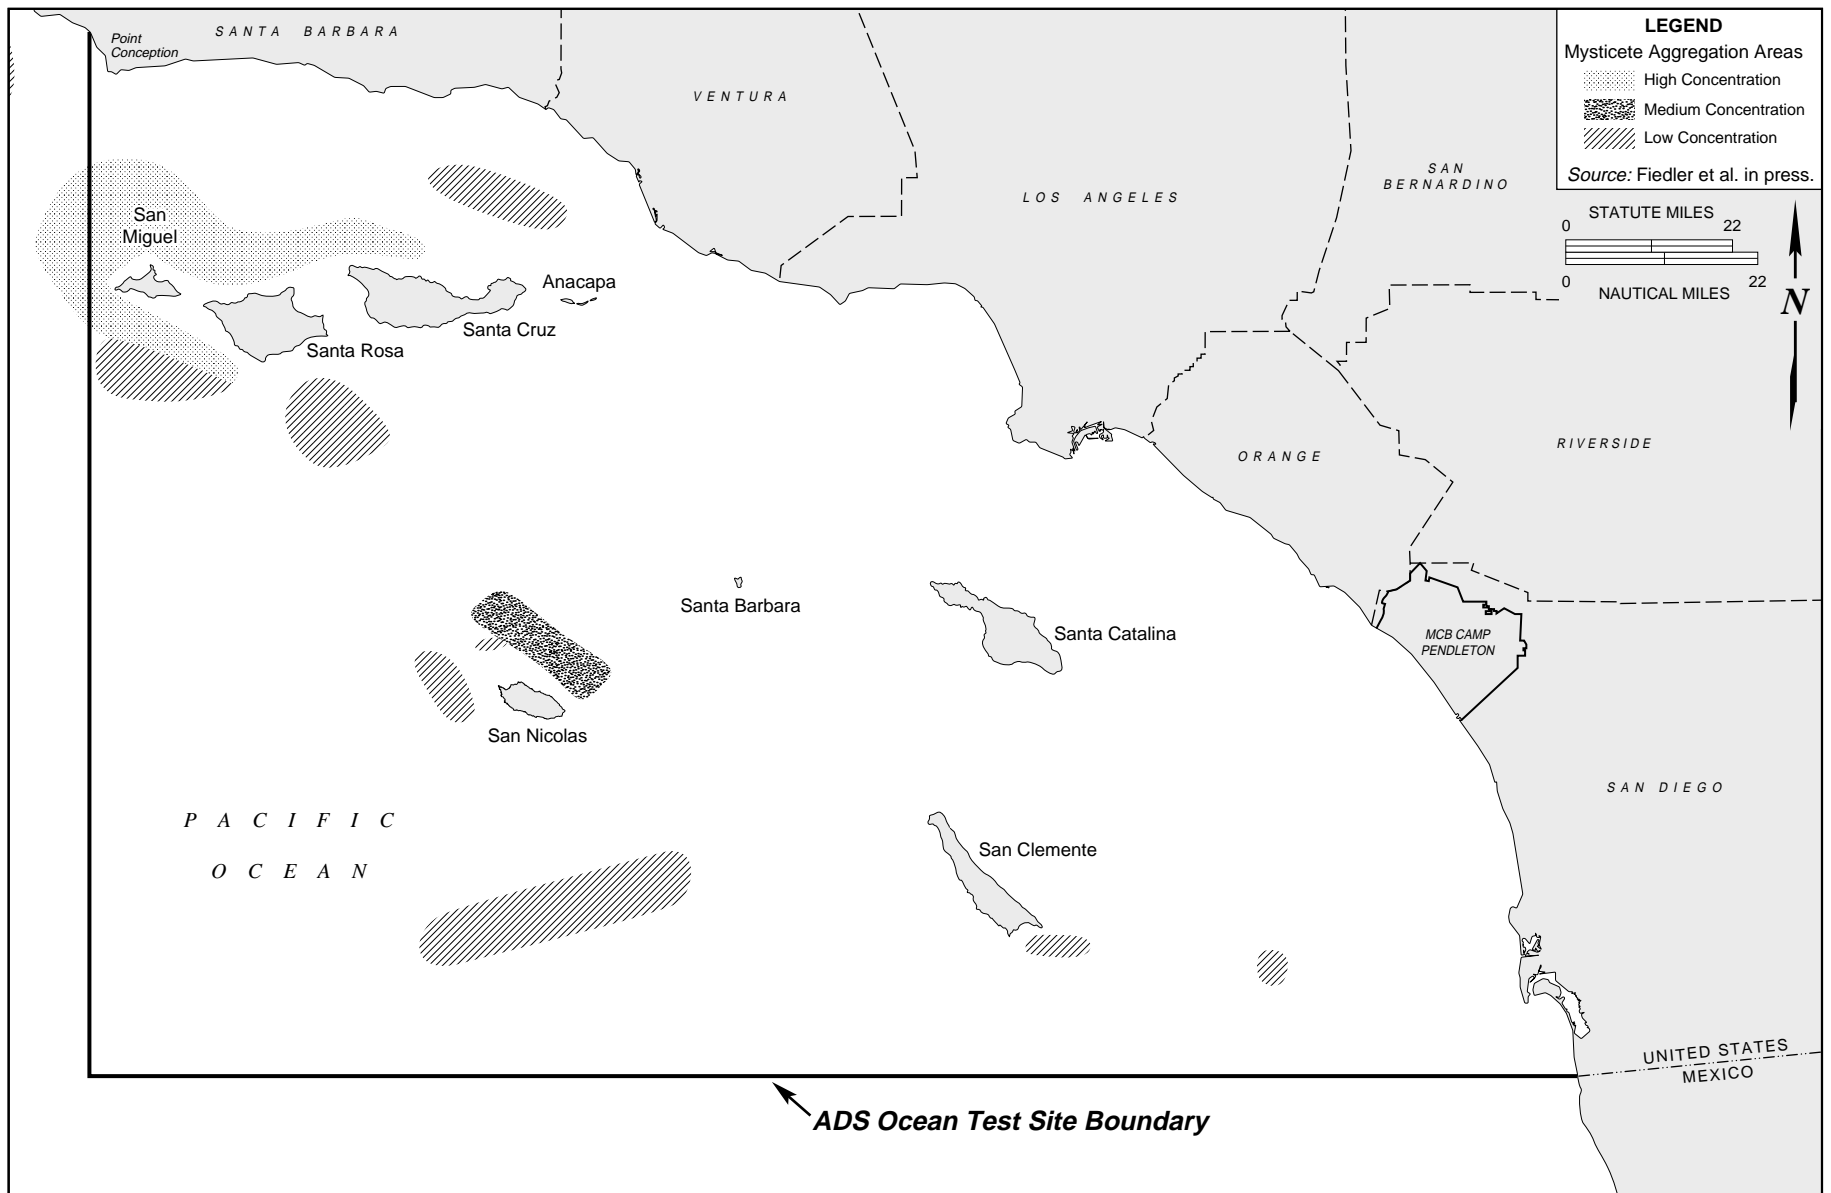 Point
Conception
SANTA BARBARA
VENTURA
LOS ANGELES
SAN
BERNARDINO
LEGEND
Mysticete Aggregation Areas
High Concentration
Medium Concentration
Low Concentration
Source: Fiedler et al. in press.
STATUTE MILES
0 22
0 22
NAUTICAL MILES
N
San
Miguel
Anacapa
Santa Cruz
Santa Rosa
ORANGE
RIVERSIDE
Santa Barbara
Santa Catalina
MCB CAMP
PENDLETON
San Nicolas
SAN DIEGO
PACIFIC
OCEAN
San Clemente
UNITED STATES
MEXICO
ADS Ocean Test Site Boundary